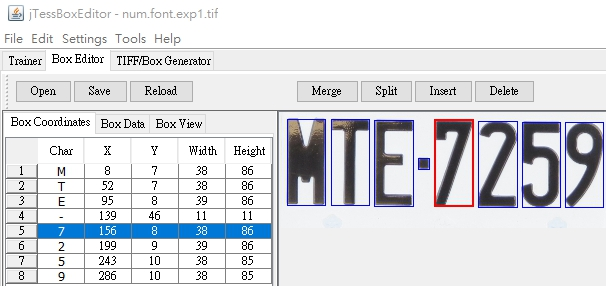 jTessBoxEditor - num.font.exp1.tif
File Edit Settings Tools Help
Trainer Box Editor TIFF/Box Generator
Open Save Reload Merge Split Insert Delete
Box Coordinates Box Data Box View
Char X Y Width Height
1 M 8 7 38 86
2 T 52 7 38 86
3 E 95 8 39 86
4 - 139 46 11 11
5 7 156 8 38 86
6 2 199 9 39 86
7 5 243 10 38 85
8 9 286 10 38 85
MTE-7259